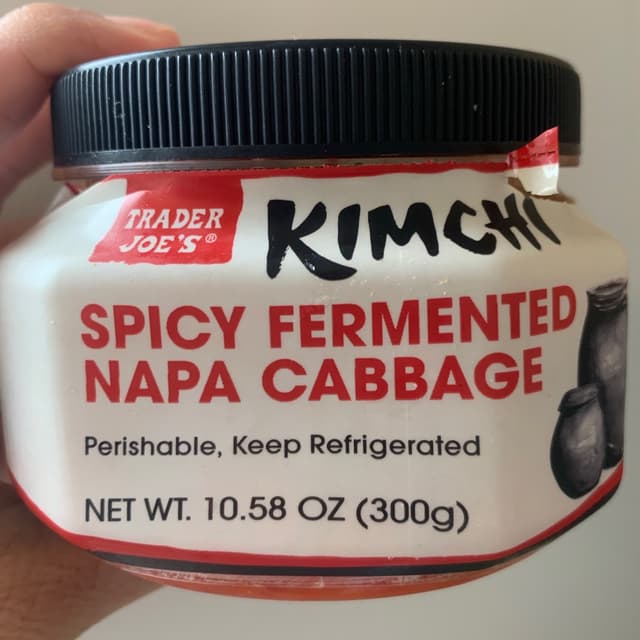 TRADER
JOE'S®
KIMCHI
SPICY FERMENTED
NAPA CABBAGE
Perishable, Keep Refrigerated
NET WT. 10.58 OZ (300g)